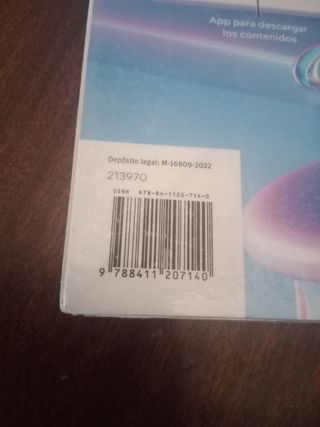 App para descargar
los contenidos
Depósito legal: M-16809-2022
213970
ISBN 978-84-1120-714-0
9 788411 207140